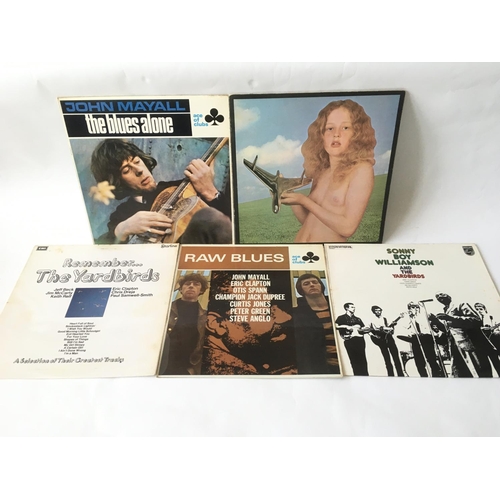 JOHN MAYALL
the blues alone
ace
of
clubs
EMI
Starline
Remember...
The Yardbirds
Jeff Beck
Jim McCarty
Keith Relf
Eric Clapton
Chris Dreja
Paul Samwell-Smith
A Selection of Their Greatest Tracks
RAW BLUES
ace
of
clubs
JOHN MAYALL
ERIC CLAPTON
OTIS SPANN
CHAMPION JACK DUPREE
CURTIS JONES
PETER GREEN
STEVE ANGLO
SONNY
BOY
WILLIAMSON
AND THE
YARDBIRDS